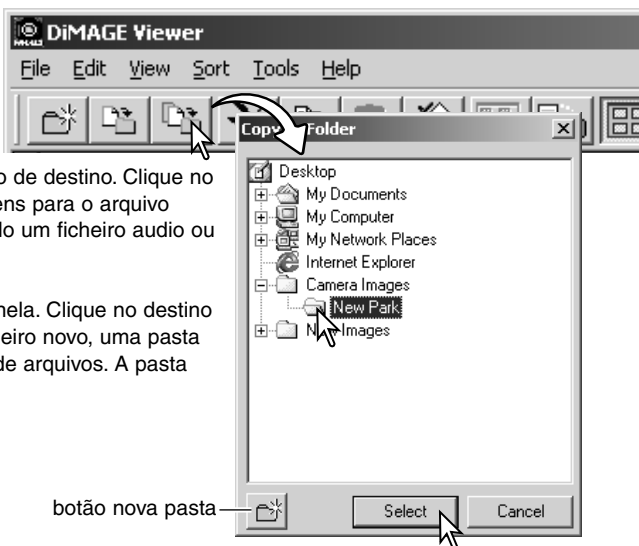 DiMAGE Viewer
File Edit View Sort Tools Help
Folder
Desktop
o de destino. Clique no
My Documents
ens para o arquivo
My Computer
lo um ficheiro audio ou
My Network Places
Internet Explorer
Camera Images
nela. Clique no destino
New Park
eiro novo, uma pasta
Images
de arquivos. A pasta
botão nova pasta
Select
Cancel